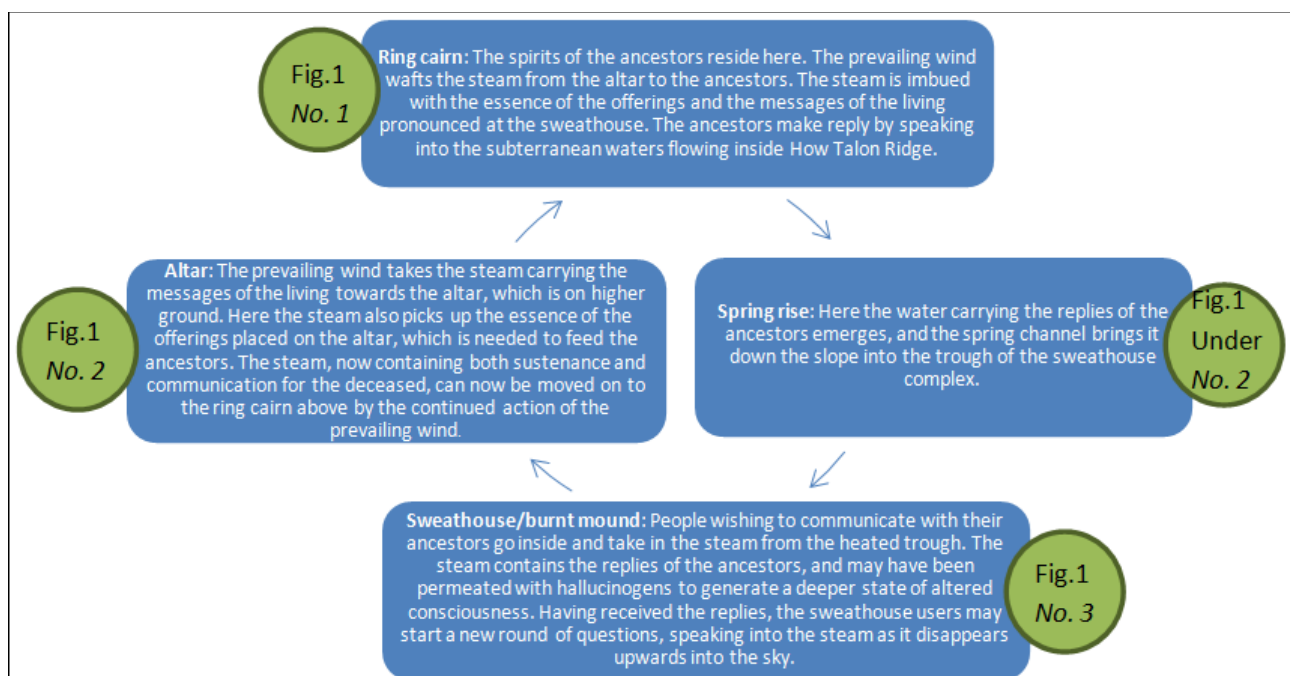 Fig.1
No. 1
Ring cairn: The spirits of the ancestors reside here. The prevailing wind
wafts the steam from the altar to the ancestors. The steam is imbued
with the essence of the offerings and the messages of the living
pronounced at the sweathouse. The ancestors make reply by speaking
into the subterranean waters flowing inside How Talon Ridge.
Fig.1
No. 2
Altar: The prevailing wind takes the steam carrying the
messages of the living towards the altar, which is on higher
ground. Here the steam also picks up the essence of the
offerings placed on the altar, which is needed to feed the
ancestors. The steam, now containing both sustenance and
communication for the deceased, can now be moved on to
the ring cairn above by the continued action of the
prevailing wind.
Spring rise: Here the water carrying the replies of the
ancestors emerges, and the spring channel brings it
down the slope into the trough of the sweathouse
complex.
Fig.1
Under
No. 2
Sweathouse/burnt mound: People wishing to communicate with their
ancestors go inside and take in the steam from the heated trough. The
steam contains the replies of the ancestors, and may have been
permeated with hallucinogens to generate a deeper state of altered
consciousness. Having received the replies, the sweathouse users may
start a new round of questions, speaking into the steam as it disappears
upwards into the sky.
Fig.1
No. 3